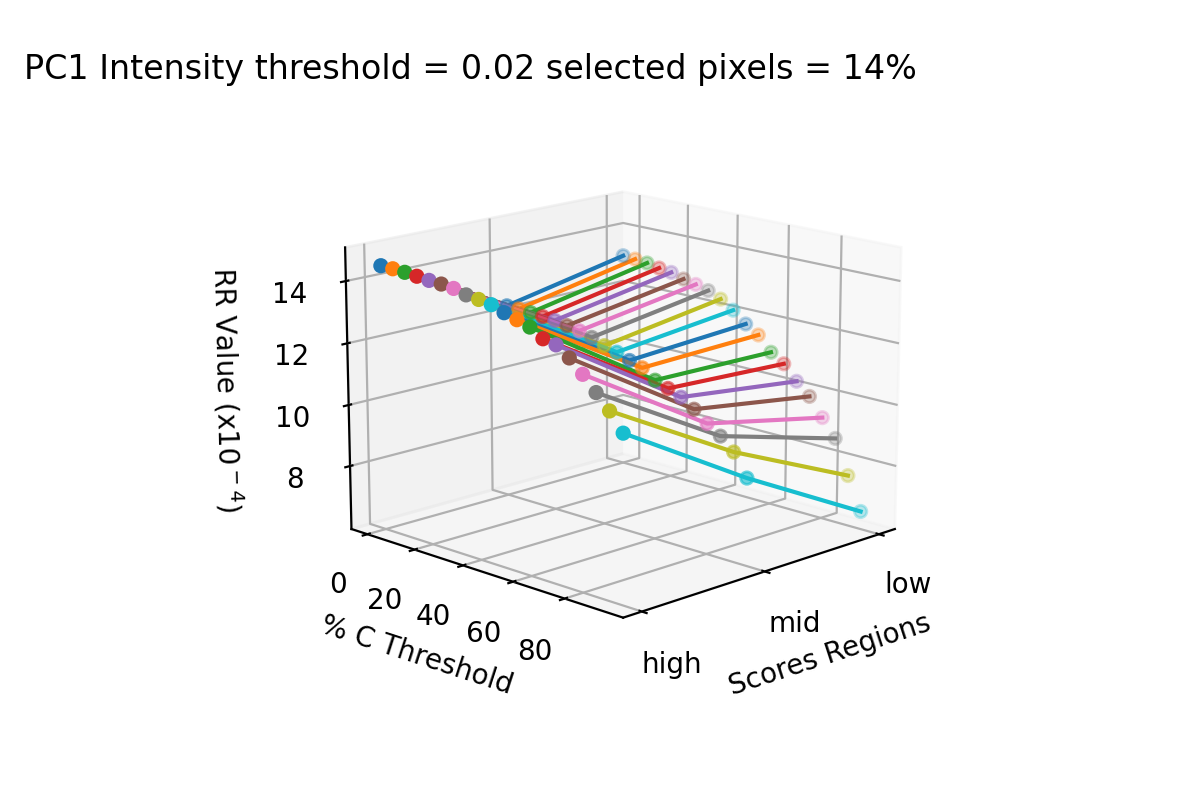 PC1 Intensity threshold = 0.02 selected pixels = 14%
14
12
10
8
RR Value (x10⁻⁴)
0
20
40
60
80
% C Threshold
high
mid
low
Scores Regions